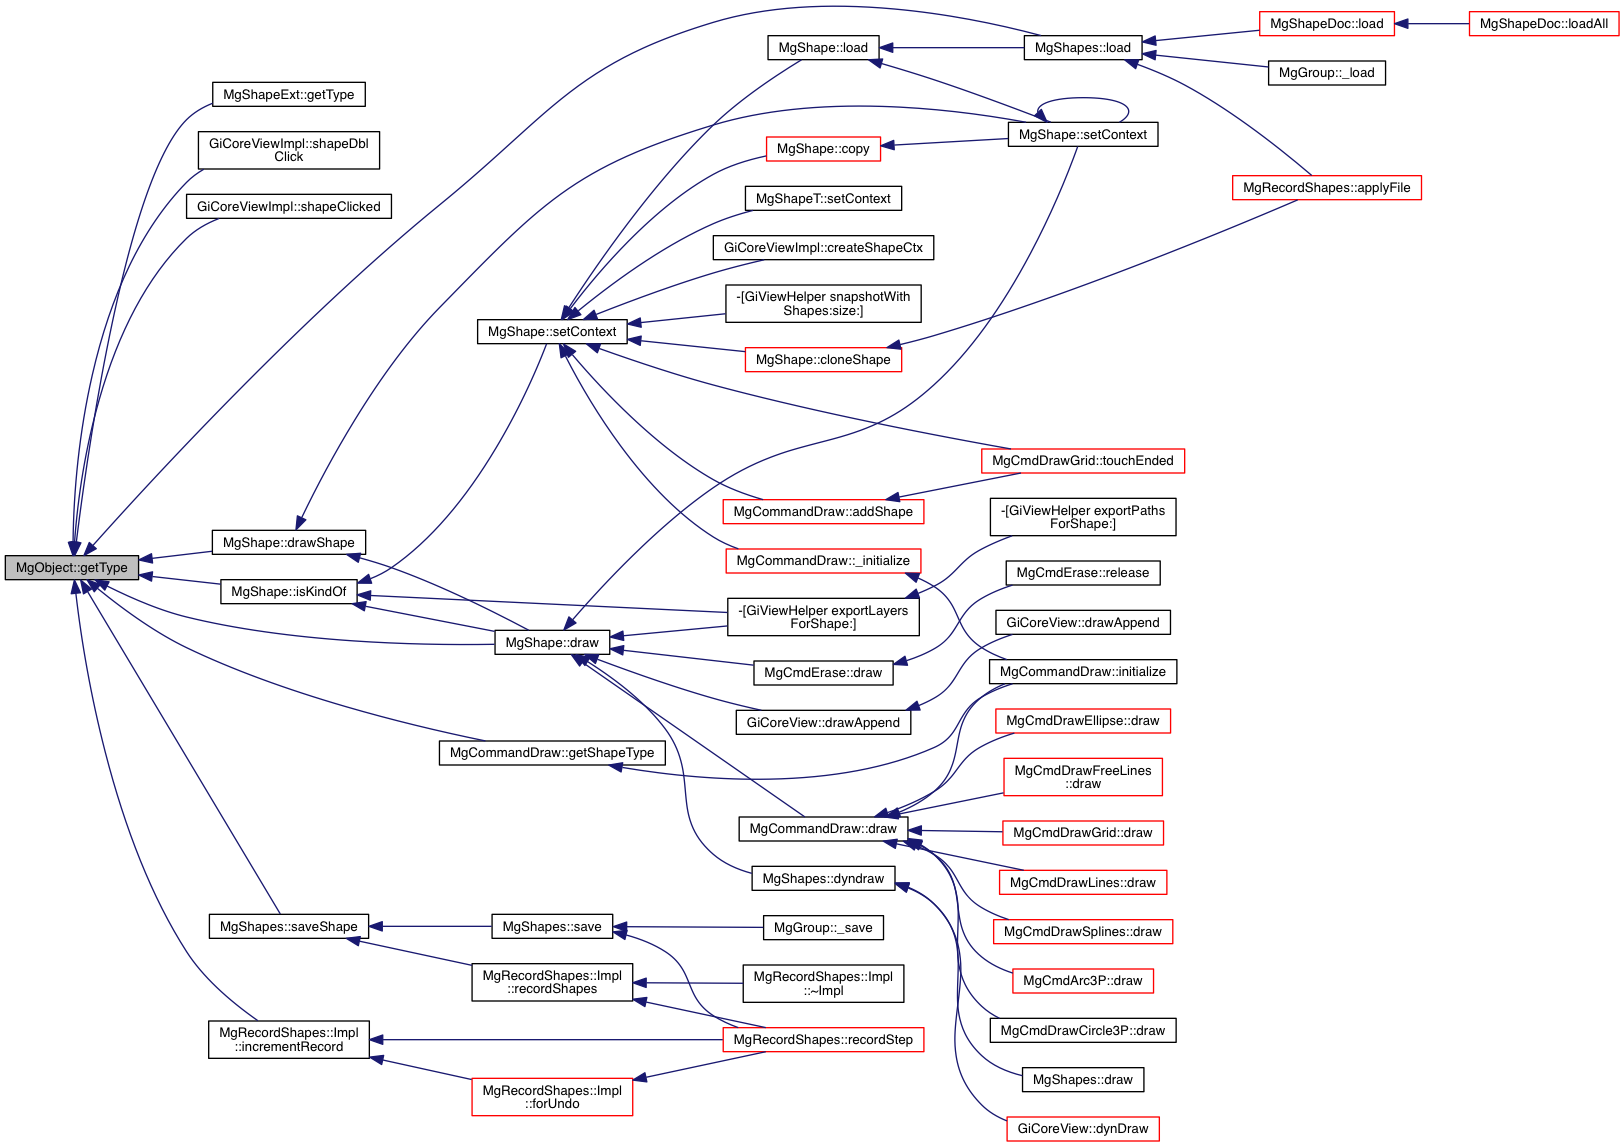 MgObject::getType
MgShapeExt::getType
GiCoreViewImpl::shapeDbl
Click
GiCoreViewImpl::shapeClicked
MgShape::drawShape
MgShape::isKindOf
MgShapes::saveShape
MgRecordShapes::Impl
::incrementRecord
MgShape::setContext
MgShape::draw
MgCommandDraw::getShapeType
MgShapes::save
MgRecordShapes::Impl
::recordShapes
MgRecordShapes::Impl
::forUndo
MgShape::load
MgShape::copy
MgShapeT::setContext
GiCoreViewImpl::createShapeCtx
-[GiViewHelper snapshotWith
Shapes:size:]
MgShape::cloneShape
MgCommandDraw::addShape
MgCommandDraw::_initialize
-[GiViewHelper exportLayers
ForShape:]
MgCmdErase::draw
GiCoreView::drawAppend
MgCommandDraw::draw
MgShapes::dyndraw
MgGroup::_save
MgRecordShapes::Impl
::~Impl
MgRecordShapes::recordStep
MgShapes::load
MgShape::setContext
MgCmdDrawGrid::touchEnded
-[GiViewHelper exportPaths
ForShape:]
MgCmdErase::release
GiCoreView::drawAppend
MgCommandDraw::initialize
MgCmdDrawEllipse::draw
MgCmdDrawFreeLines
::draw
MgCmdDrawGrid::draw
MgCmdDrawLines::draw
MgCmdDrawSplines::draw
MgCmdArc3P::draw
MgCmdDrawCircle3P::draw
MgShapes::draw
GiCoreView::dynDraw
MgShapeDoc::load
MgGroup::_load
MgRecordShapes::applyFile
MgShapeDoc::loadAll